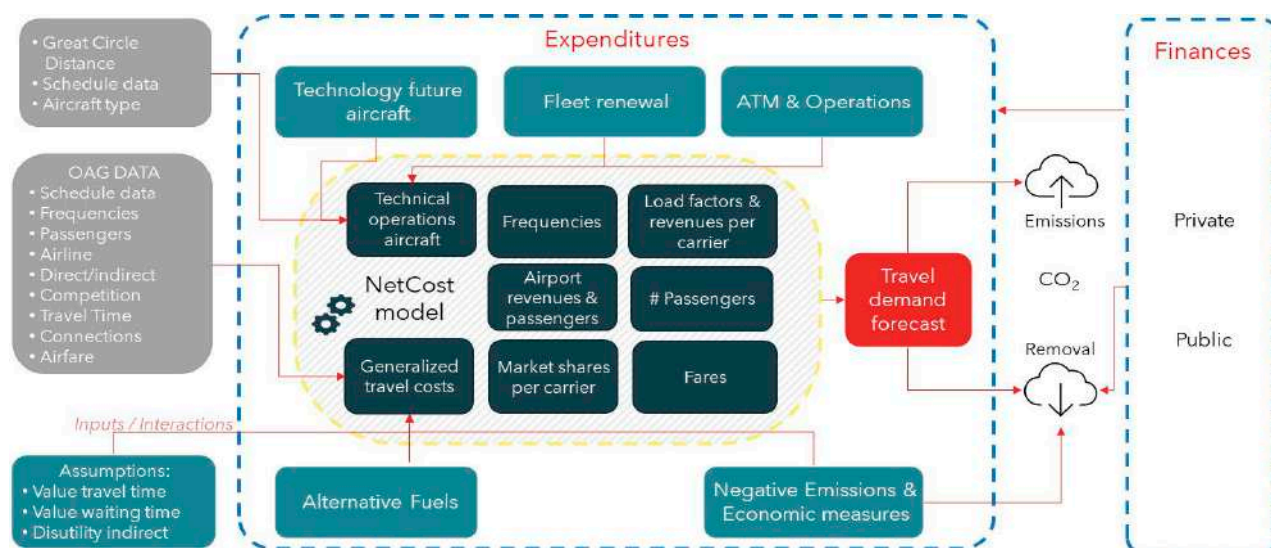 • Great Circle
Distance
• Schedule data
• Aircraft type
OAG DATA
• Schedule data
• Frequencies
• Passengers
• Airline
• Direct/indirect
• Competition
• Travel Time
• Connections
• Airfare
Inputs / Interactions
Assumptions:
• Value travel time
• Value waiting time
• Disutility indirect
Expenditures
Technology future
aircraft
Fleet renewal
ATM & Operations
Technical
operations
aircraft
Frequencies
Load factors &
revenues per
carrier
NetCost
model
Airport
revenues &
passengers
# Passengers
Generalized
travel costs
Market shares
per carrier
Fares
Alternative Fuels
Negative Emissions &
Economic measures
Travel
demand
forecast
Emissions
CO₂
Removal
Finances
Private
Public